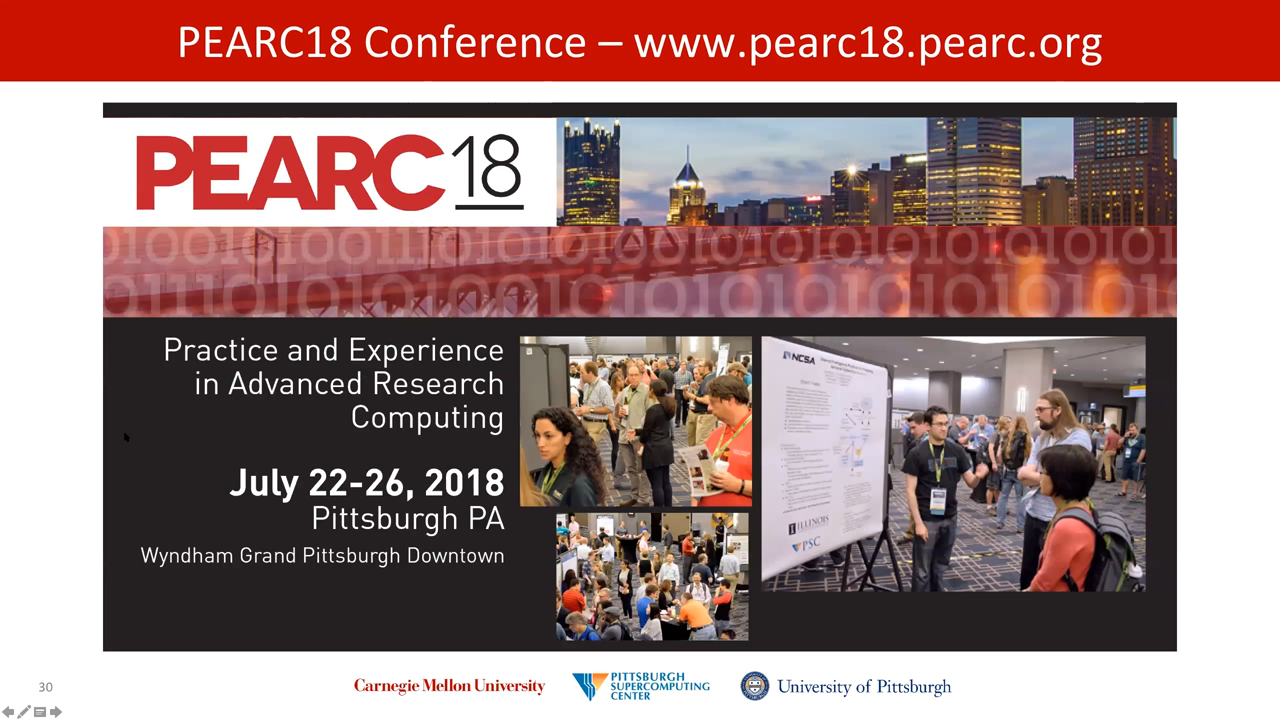 PEARC18 Conference – www.pearc18.pearc.org
PEARC18
Practice and Experience
in Advanced Research
Computing
July 22-26, 2018
Pittsburgh PA
Wyndham Grand Pittsburgh Downtown
NCSA
ILLINOIS
PSC
30
Carnegie Mellon University
PITTSBURGH
SUPERCOMPUTING
CENTER
University of Pittsburgh